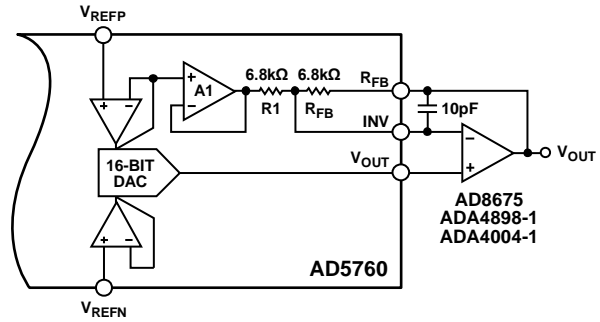 VREFP
6.8kΩ 6.8kΩ
A1
R1 RFB
RFB
10pF
INV
VOUT
16-BIT
DAC
VOUT
AD8675
ADA4898-1
ADA4004-1
AD5760
VREFN
+ −
+
−
−
+
+ −